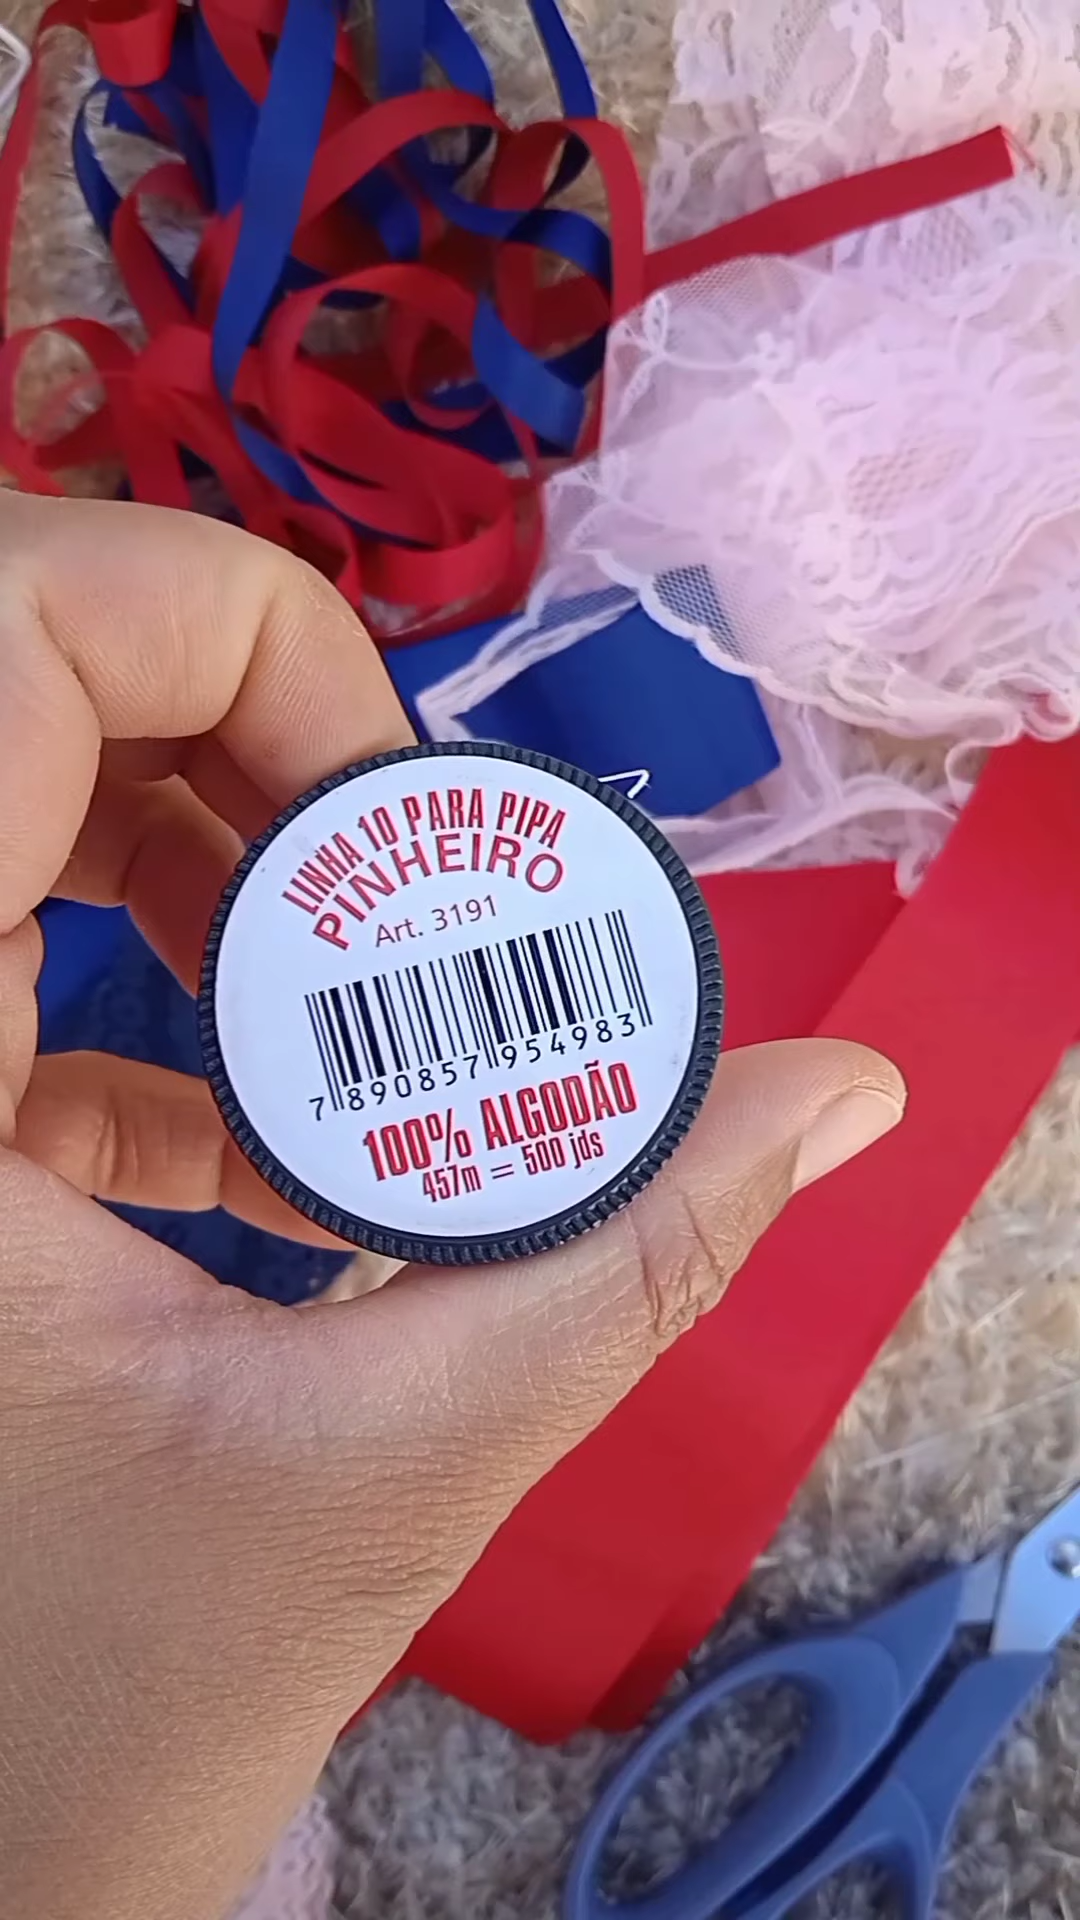 LINHA 10 PARA PIPA
PINHEIRO
Art. 3191
7 890857 954983
100% ALGODÃO
457m = 500 jds